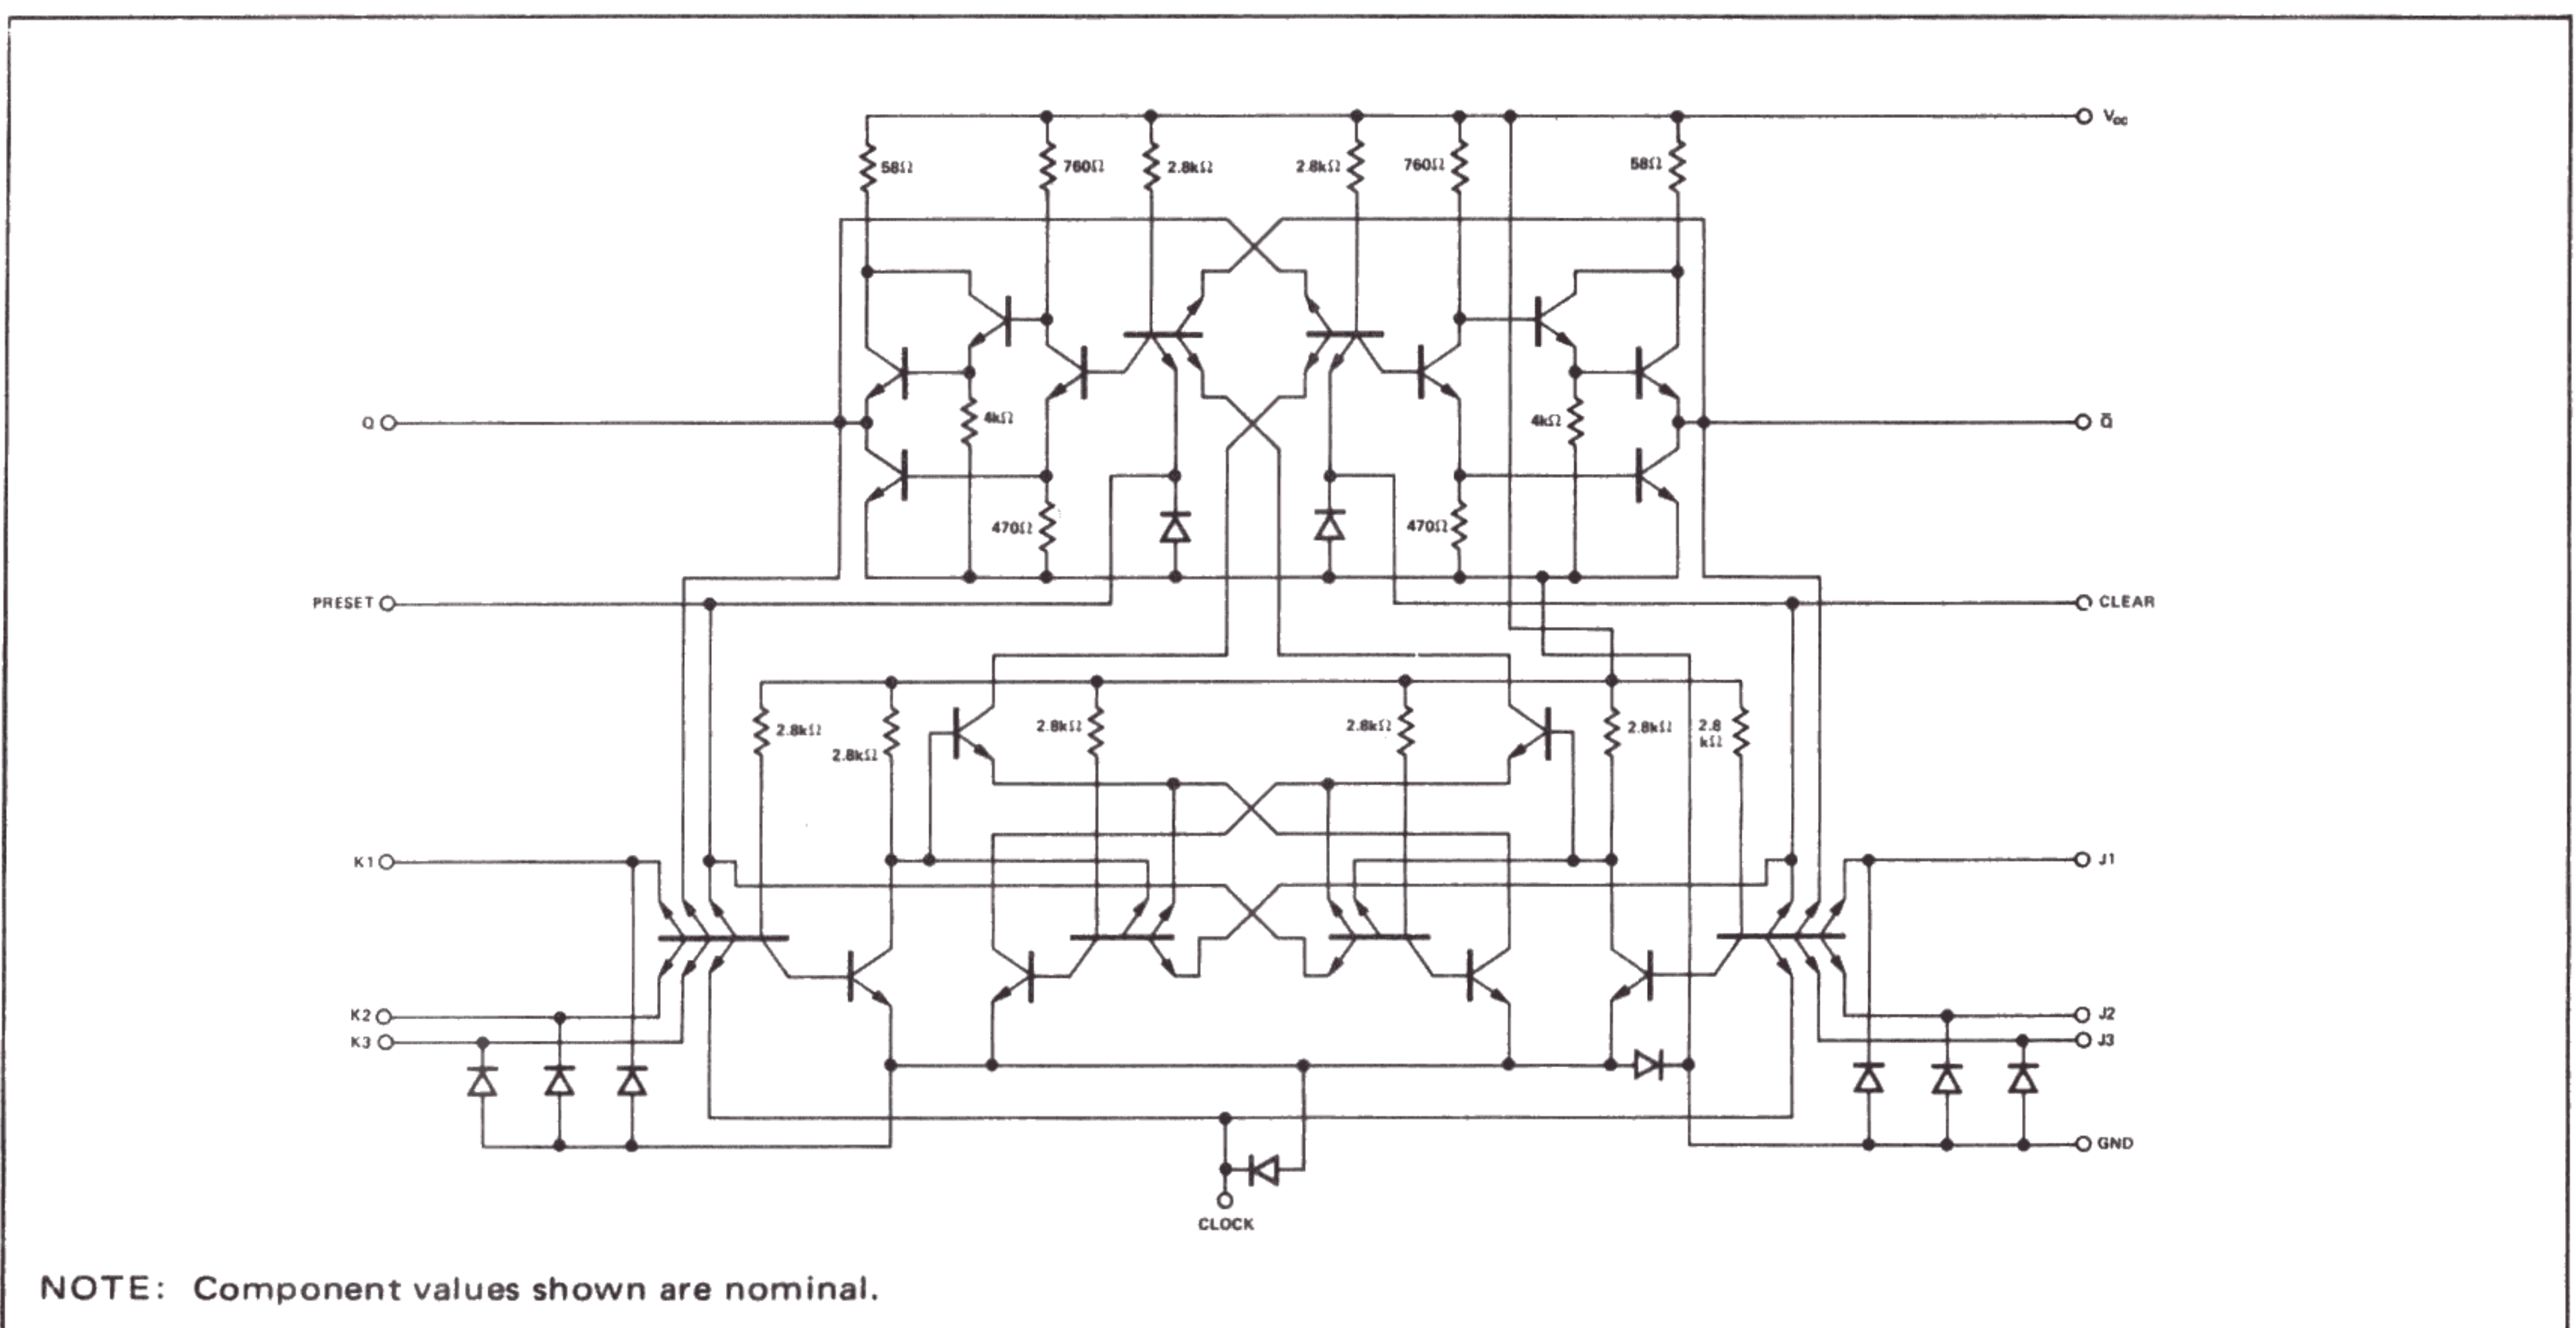 V_CC
58Ω 760Ω 2.8kΩ 2.8kΩ 760Ω 58Ω
4kΩ 4kΩ
Q Q̄
470Ω 470Ω
PRESET CLEAR
2.8kΩ 2.8kΩ 2.8kΩ 2.8kΩ 2.8
kΩ
2.8kΩ
K1 J1
K2 J2
K3 J3
GND
CLOCK
NOTE: Component values shown are nominal.